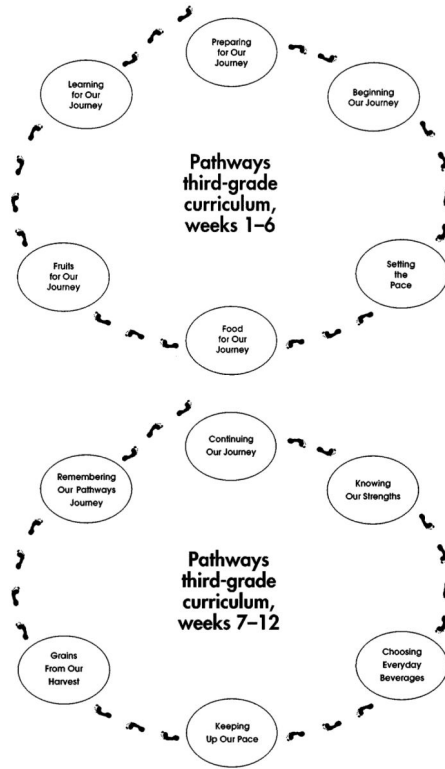 Preparing
for Our
Journey
Learning
for Our
Journey
Beginning
Our Journey
Pathways
third-grade
curriculum,
weeks 1–6
Fruits
for Our
Journey
Setting
the
Pace
Food
for Our
Journey
Continuing
Our Journey
Remembering
Our Pathways
Journey
Knowing
Our Strengths
Pathways
third-grade
curriculum,
weeks 7–12
Grains
From Our
Harvest
Choosing
Everyday
Beverages
Keeping
Up Our Pace